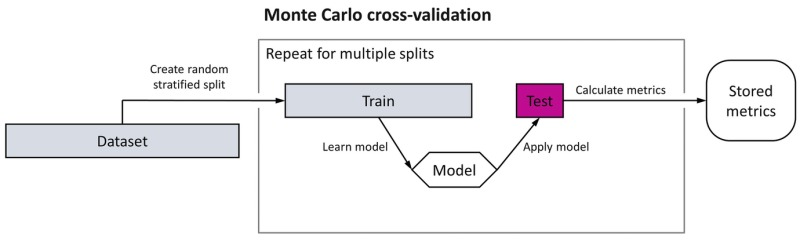 Monte Carlo cross-validation
Repeat for multiple splits
Create random
stratified split
Dataset
Train
Test
Calculate metrics
Stored
metrics
Learn model
Model
Apply model